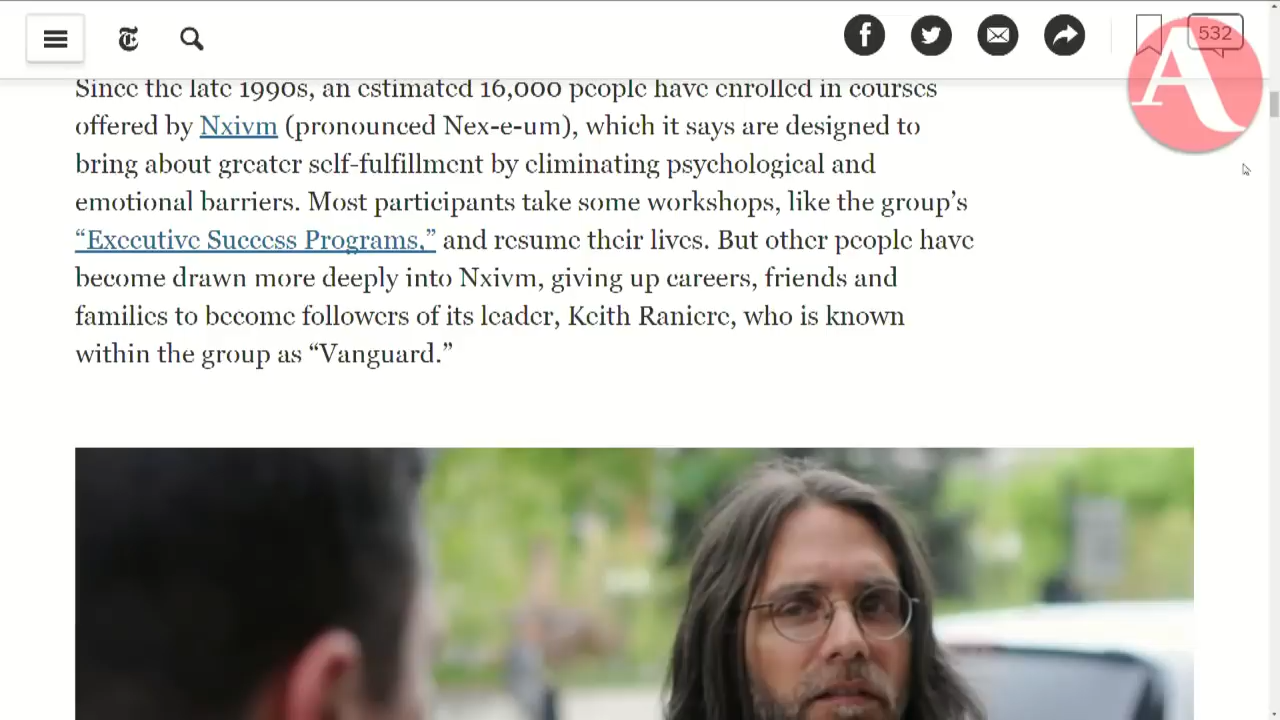 532
A
Since the late 1990s, an estimated 16,000 people have enrolled in courses
offered by Nxivm (pronounced Nex-e-um), which it says are designed to
bring about greater self-fulfillment by eliminating psychological and
emotional barriers. Most participants take some workshops, like the group’s
“Executive Success Programs,” and resume their lives. But other people have
become drawn more deeply into Nxivm, giving up careers, friends and
families to become followers of its leader, Keith Raniere, who is known
within the group as “Vanguard.”